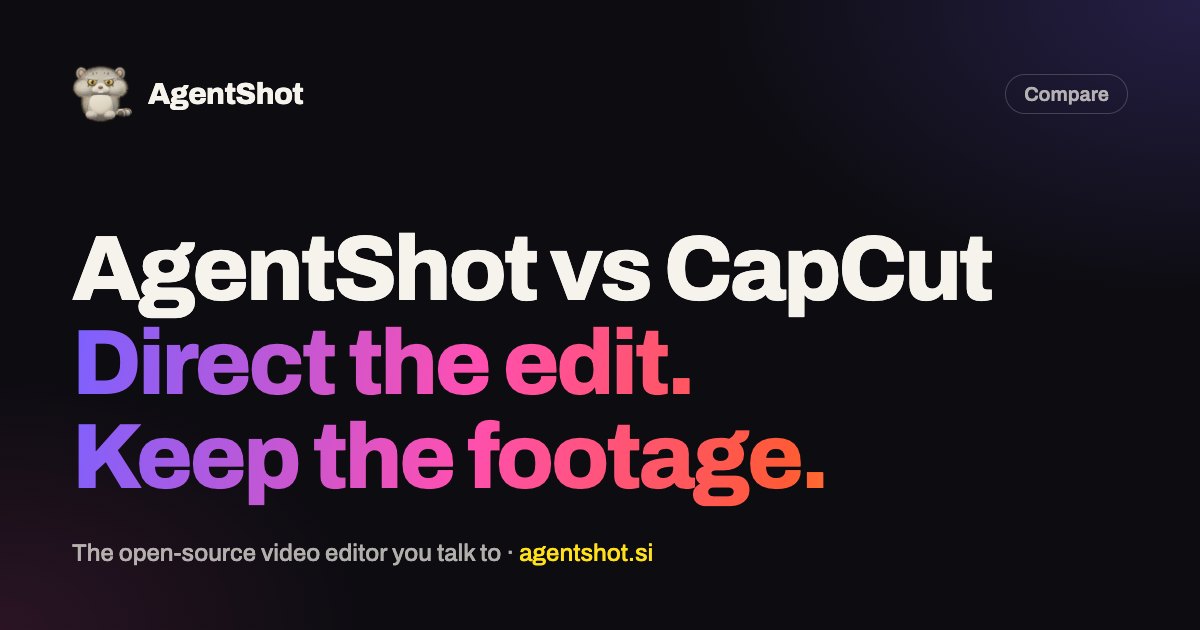 AgentShot
Compare
AgentShot vs CapCut
Direct the edit.
Keep the footage.
The open-source video editor you talk to · agentshot.si